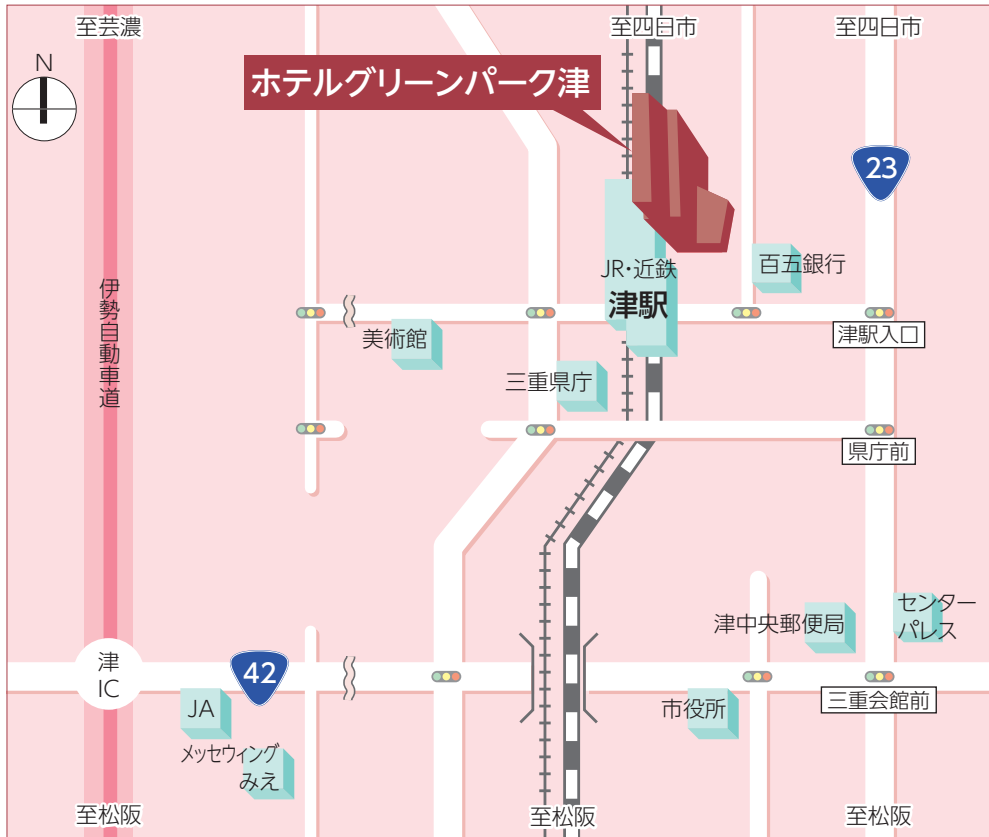 至芸濃
至四日市
至四日市
N
ホテルグリーンパーク津
23
百五銀行
JR・近鉄
津駅
伊勢自動車道
美術館
津駅入口
三重県庁
県庁前
センター
パレス
津中央郵便局
津
IC
42
JA
市役所
三重会館前
メッセウィング
みえ
至松阪
至松阪
至松阪